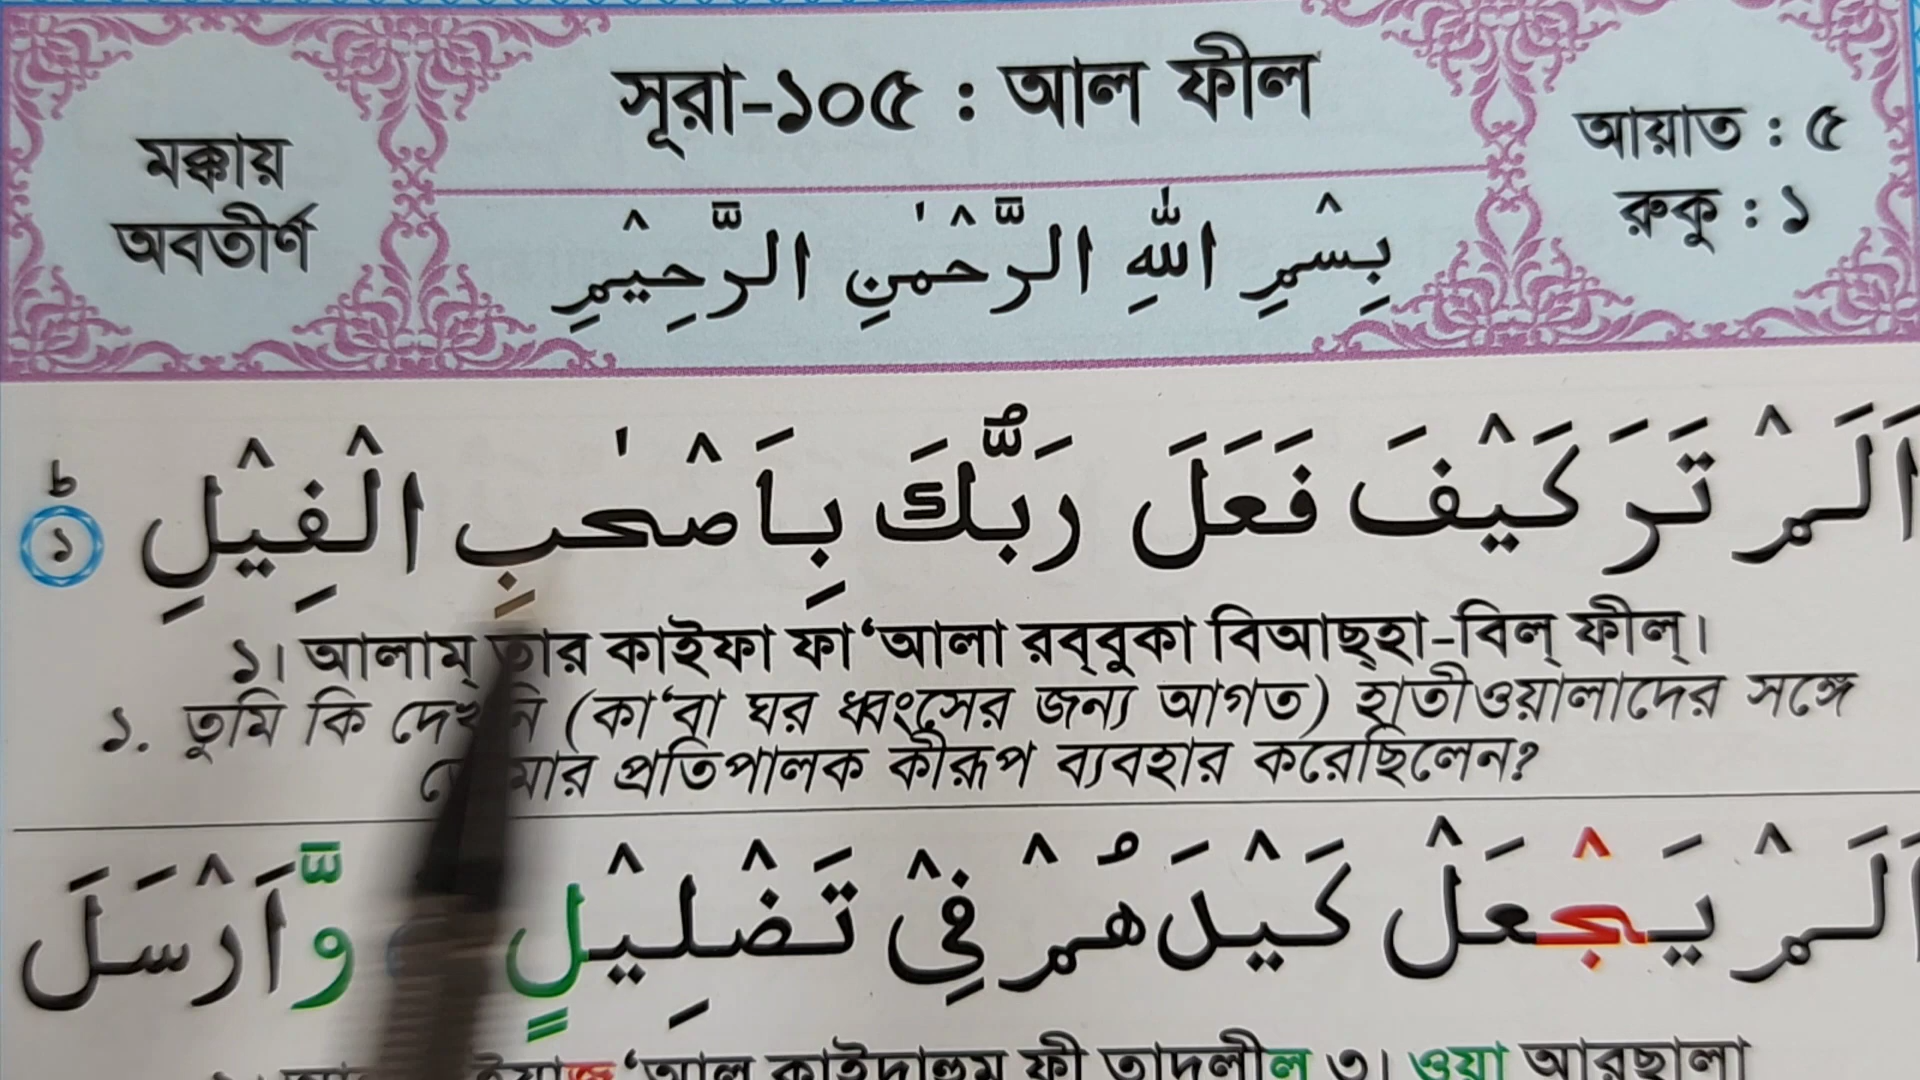 সূরা-১০৫ : আল ফীল
মক্কায়
অবতীর্ণ
আয়াত : ৫
রুকু : ১
بِسْمِ اللّٰهِ الرَّحْمٰنِ الرَّحِيْمِ
اَلَمْ تَرَ كَيْفَ فَعَلَ رَبُّكَ بِاَصْحٰبِ الْفِيْلِ ؕ ١
১। আলাম্ তার কাইফা ফা‘আলা রব্বুকা বিআছ্হা-বিল্ ফীল্।
১. তুমি কি (কা‘বা ঘর ধ্বংসের জন্য আগত) হাতীওয়ালাদের সঙ্গে
প্রতিপালক কীরূপ ব্যবহার করেছিলেন?
اَلَمْ يَجْعَلْ كَيْدَهُمْ فِيْ تَضْلِيْلٍ وَّاَرْسَلَ
‘আল কাইদাহুম ফী তাদলীল ৩। ওয়া আরছালা